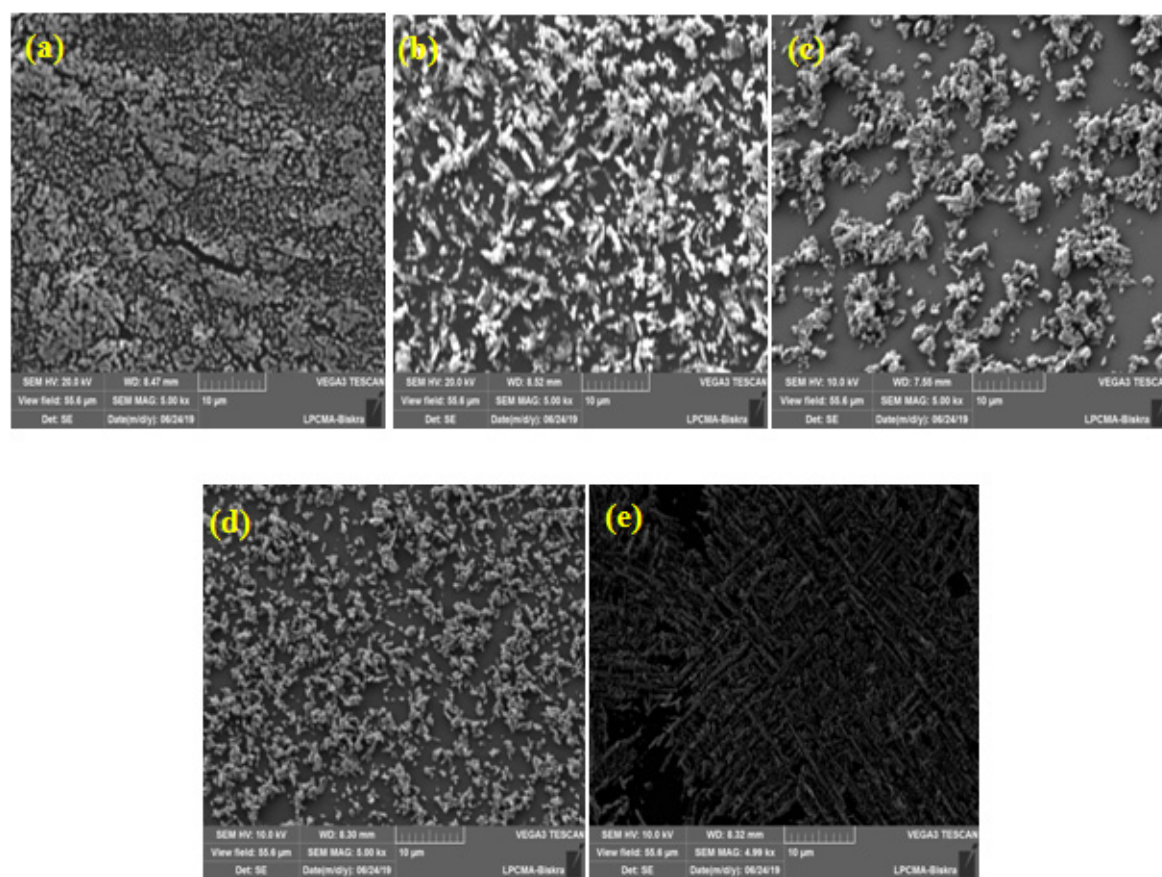 (a)
SEM HV: 20.0 kV WD: 8.47 mm VEGA3 TESCAN
View field: 55.6 µm SEM MAG: 5.00 kx 10 µm
Det: SE Date(m/d/y): 06/24/19 LPCMA-Biskra
(b)
SEM HV: 20.0 kV WD: 8.52 mm VEGA3 TESCAN
View field: 55.6 µm SEM MAG: 5.00 kx 10 µm
Det: SE Date(m/d/y): 06/24/19 LPCMA-Biskra
(c)
SEM HV: 10.0 kV WD: 7.55 mm VEGA3 TESCAN
View field: 55.6 µm SEM MAG: 5.00 kx 10 µm
Det: SE Date(m/d/y): 06/24/19 LPCMA-Biskra
(d)
SEM HV: 10.0 kV WD: 8.30 mm VEGA3 TESCAN
View field: 55.6 µm SEM MAG: 5.00 kx 10 µm
Det: SE Date(m/d/y): 06/24/19 LPCMA-Biskra
(e)
SEM HV: 10.0 kV WD: 8.32 mm VEGA3 TESCAN
View field: 55.6 µm SEM MAG: 4.99 kx 10 µm
Det: SE Date(m/d/y): 06/24/19 LPCMA-Biskra